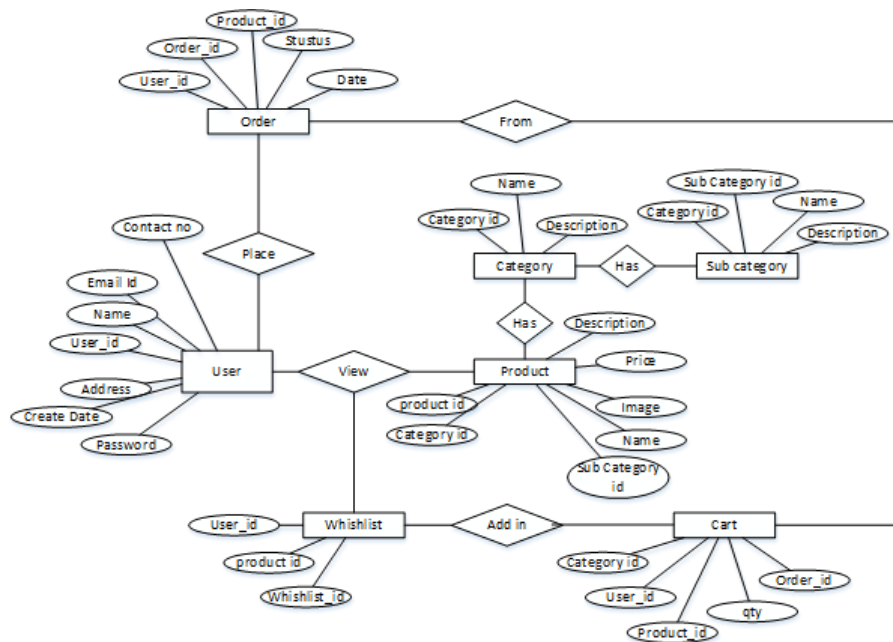 Product_id
Order_id
Stustus
User_id
Date
Order
From
Name
Sub Category id
Category id
Description
Category id
Name
Description
Contact no
Place
Category
Has
Sub category
Email Id
Name
User_id
Has
Description
User
View
Product
Price
Address
Create Date
product id
Image
Category id
Name
Password
Sub Category
id
User_id
Whishlist
Add in
Cart
product id
Category id
Order_id
Whishlist_id
User_id
qty
Product_id